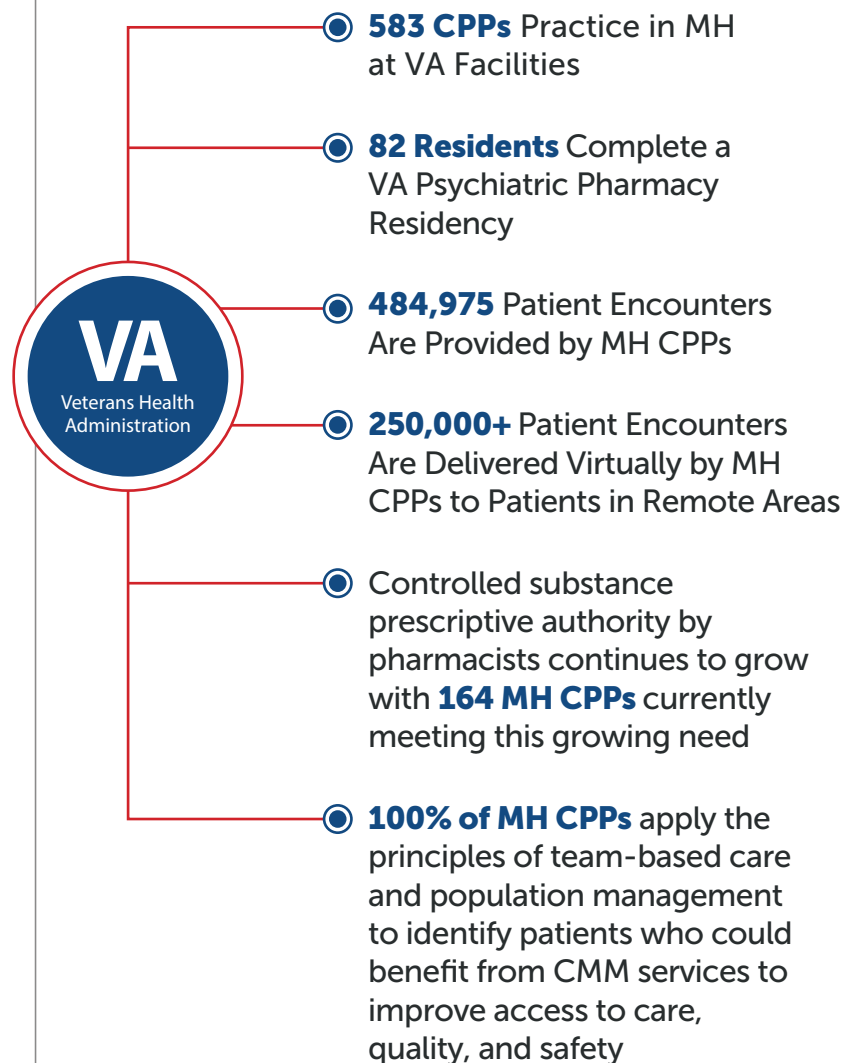 583 CPPs Practice in MH
at VA Facilities
82 Residents Complete a
VA Psychiatric Pharmacy
Residency
484,975 Patient Encounters
Are Provided by MH CPPs
VA
Veterans Health
Administration
250,000+ Patient Encounters
Are Delivered Virtually by MH
CPPs to Patients in Remote Areas
Controlled substance
prescriptive authority by
pharmacists continues to grow
with 164 MH CPPs currently
meeting this growing need
100% of MH CPPs apply the
principles of team-based care
and population management
to identify patients who could
benefit from CMM services to
improve access to care,
quality, and safety